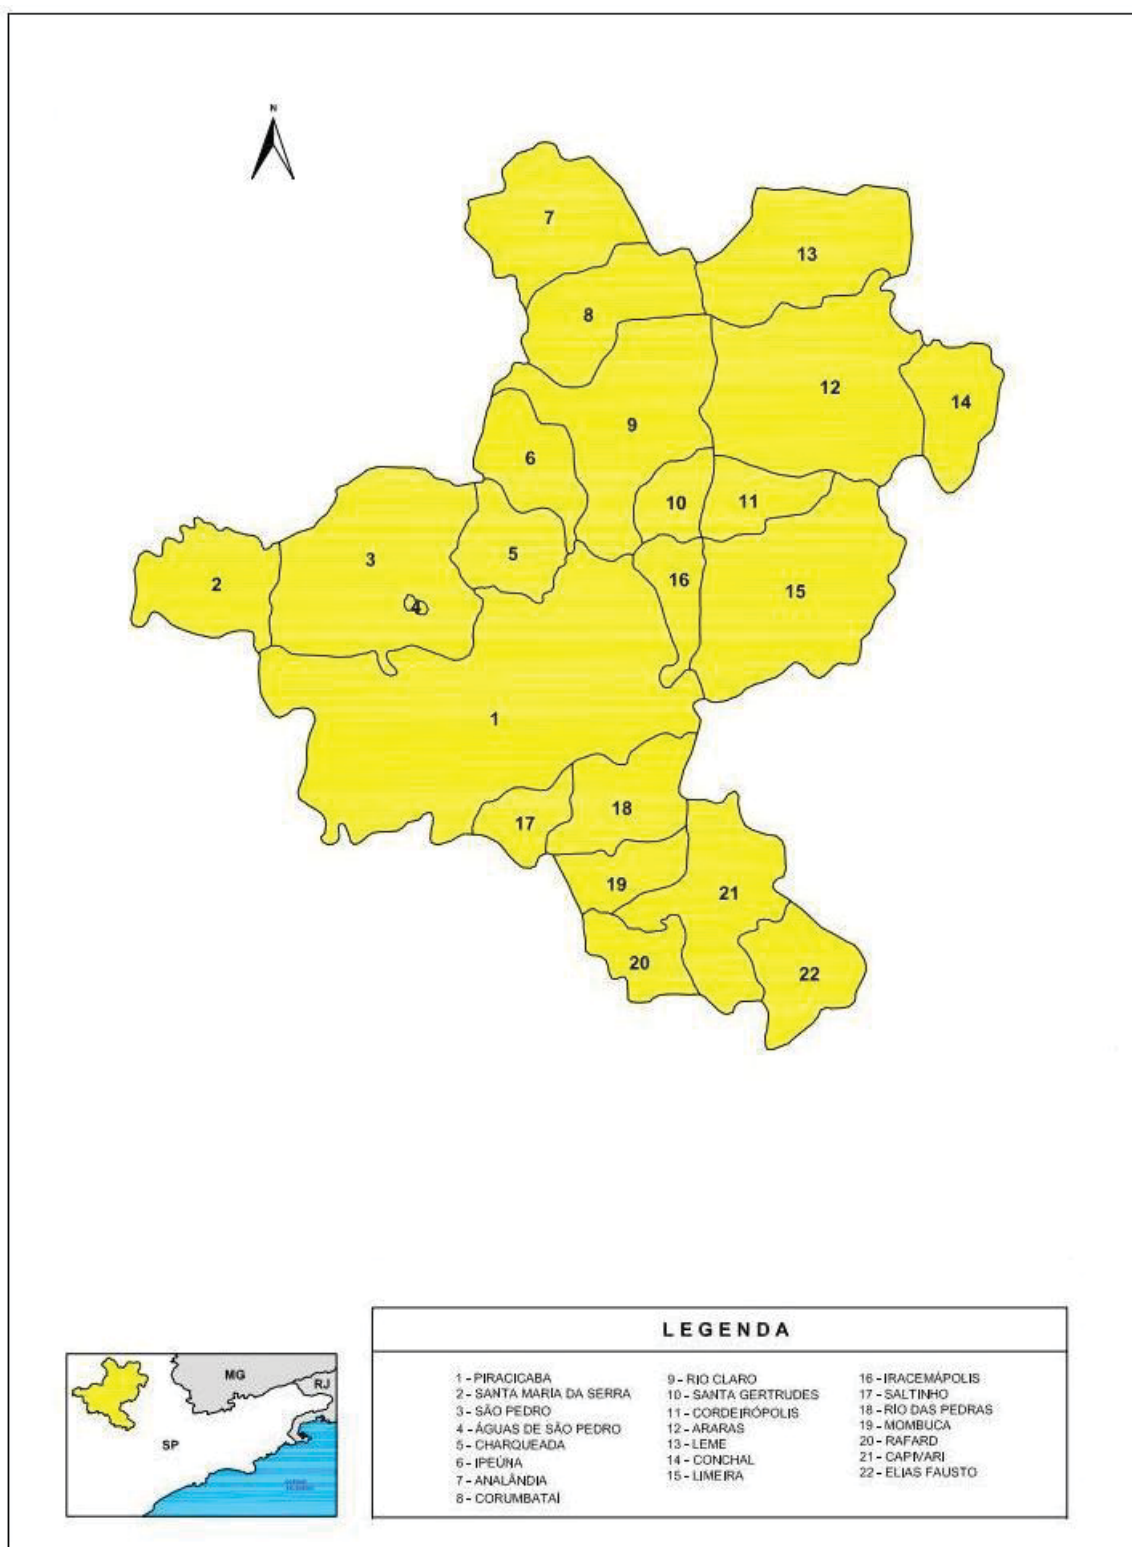 N
7
13
8
12
14
9
6
10
11
5
3
16
2
15
4
1
18
17
19
21
20
22
LEGENDA
1 - PIRACICABA
2 - SANTA MARIA DA SERRA
3 - SÃO PEDRO
4 - ÁGUAS DE SÃO PEDRO
5 - CHARQUEADA
6 - IPEÚNA
7 - ANALÂNDIA
8 - CORUMBATAÍ
9 - RIO CLARO
10 - SANTA GERTRUDES
11 - CORDEIRÓPOLIS
12 - ARARAS
13 - LEME
14 - CONCHAL
15 - LIMEIRA
16 - IRACEMÁPOLIS
17 - SALTINHO
18 - RIO DAS PEDRAS
19 - MOMBUCA
20 - RAFARD
21 - CAPIVARI
22 - ELIAS FAUSTO
MG
RJ
SP